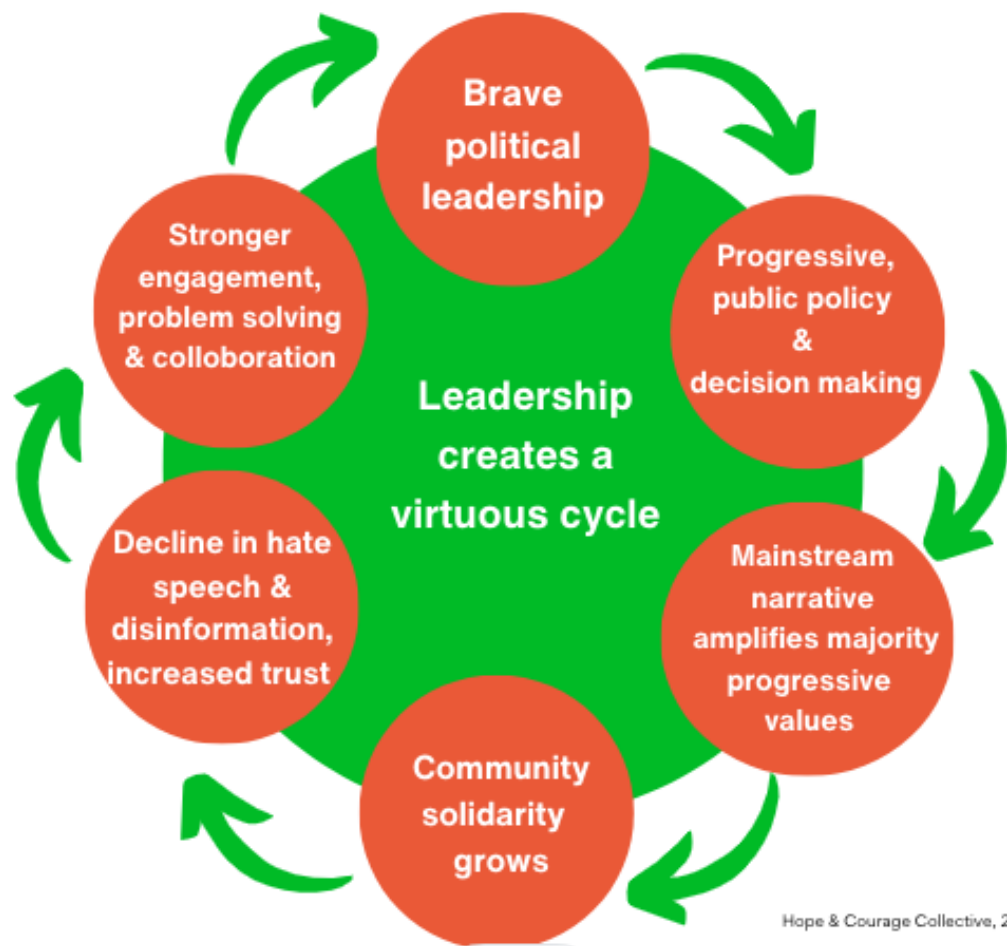 Brave
political
leadership
Progressive,
public policy
&
decision making
Mainstream
narrative
amplifies majority
progressive
values
Community
solidarity
grows
Decline in hate
speech &
disinformation,
increased trust
Stronger
engagement,
problem solving
& colloboration
Leadership
creates a
virtuous cycle
Hope & Courage Collective, 2